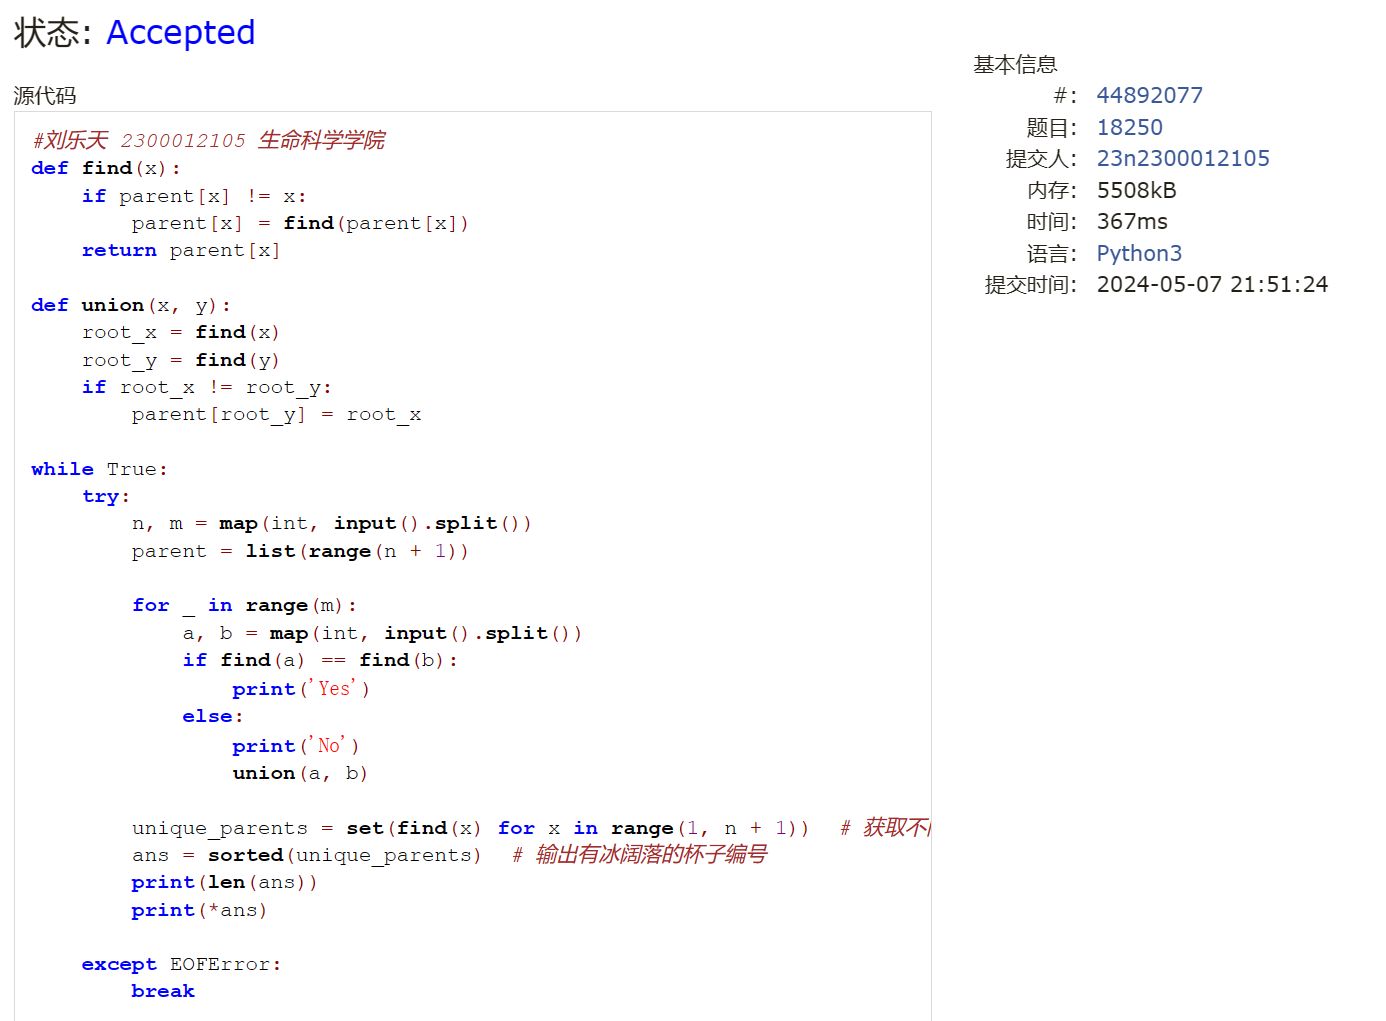 状态: Accepted
源代码
#刘乐天 2300012105 生命科学学院
def find(x):
    if parent[x] != x:
        parent[x] = find(parent[x])
    return parent[x]

def union(x, y):
    root_x = find(x)
    root_y = find(y)
    if root_x != root_y:
        parent[root_y] = root_x

while True:
    try:
        n, m = map(int, input().split())
        parent = list(range(n + 1))

        for _ in range(m):
            a, b = map(int, input().split())
            if find(a) == find(b):
                print('Yes')
            else:
                print('No')
                union(a, b)

        unique_parents = set(find(x) for x in range(1, n + 1))  # 获取不
        ans = sorted(unique_parents)  # 输出有冰阔落的杯子编号
        print(len(ans))
        print(*ans)

    except EOFError:
        break
基本信息
#: 44892077
题目: 18250
提交人: 23n2300012105
内存: 5508kB
时间: 367ms
语言: Python3
提交时间: 2024-05-07 21:51:24